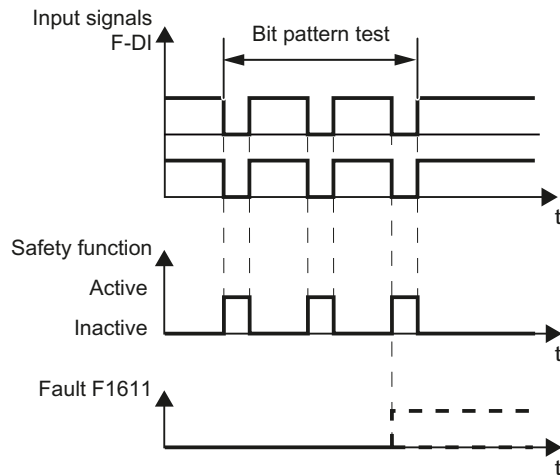 Input signals
F-DI
Bit pattern test
t
Safety function
Active
Inactive
t
Fault F1611
t